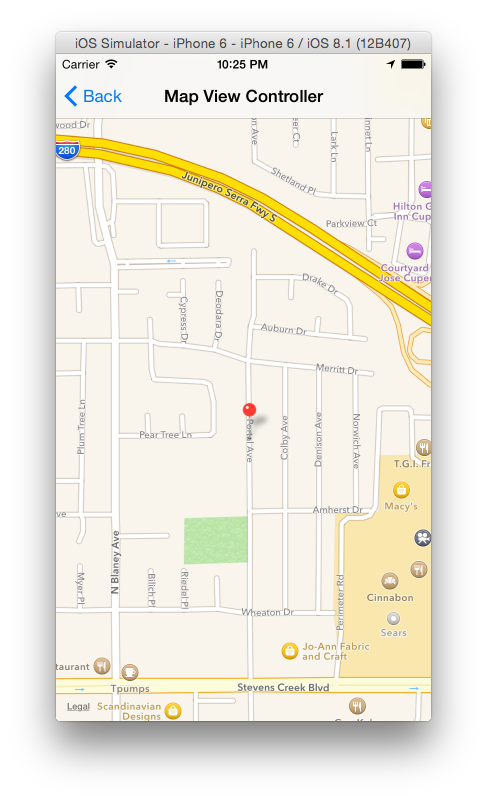 iOS Simulator - iPhone 6 - iPhone 6 / iOS 8.1 (12B407)
Carrier
10:25 PM
Back
Map View Controller
wood Dr
280
Junipero Serra Fwy S
Shetland Pl
Lark Ln
Parkview Ct
Hilton G
Inn Cup
Courtyard
Jose Cuper
Drake Dr
Cypress Dr
Deodara Dr
Auburn Dr
Merritt Dr
Plum Tree Ln
Pear Tree Ln
Portal Ave
Colby Ave
Denison Ave
Norwich Ave
T.G.I. Fr
Macy's
Amherst Dr
ve
N Blaney Ave
Myer Pl
Bilich Pl
Riedel Pl
Wheaton Dr
Perimeter Rd
Cinnabon
Sears
Jo-Ann Fabric
and Craft
taurant
Tpumps
Stevens Creek Blvd
Legal
Scandinavian
Designs